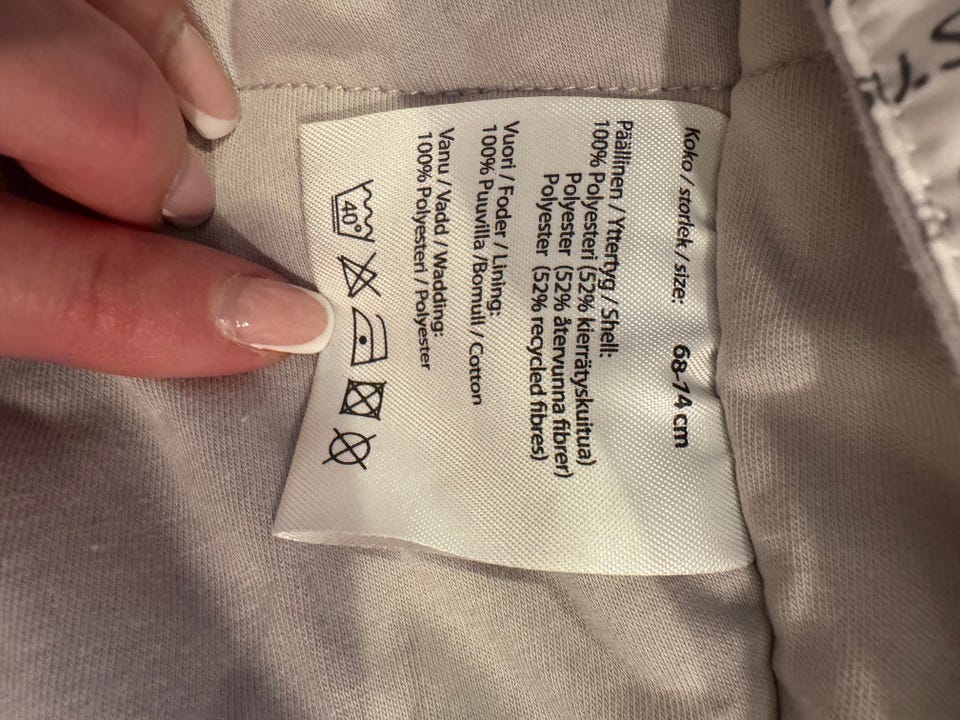 Koko / storlek / size: 68-74 cm
Päällinen / Yttertyg / Shell:
100% Polyesteri (52% kierrätyskuitua)
Polyester (52% återvunna fibrer)
Polyester (52% recycled fibres)
Vuori / Foder / Lining:
100% Puuvilla /Bomull / Cotton
Vanu / Vadd / Wadding:
100% Polyesteri / Polyester
40°